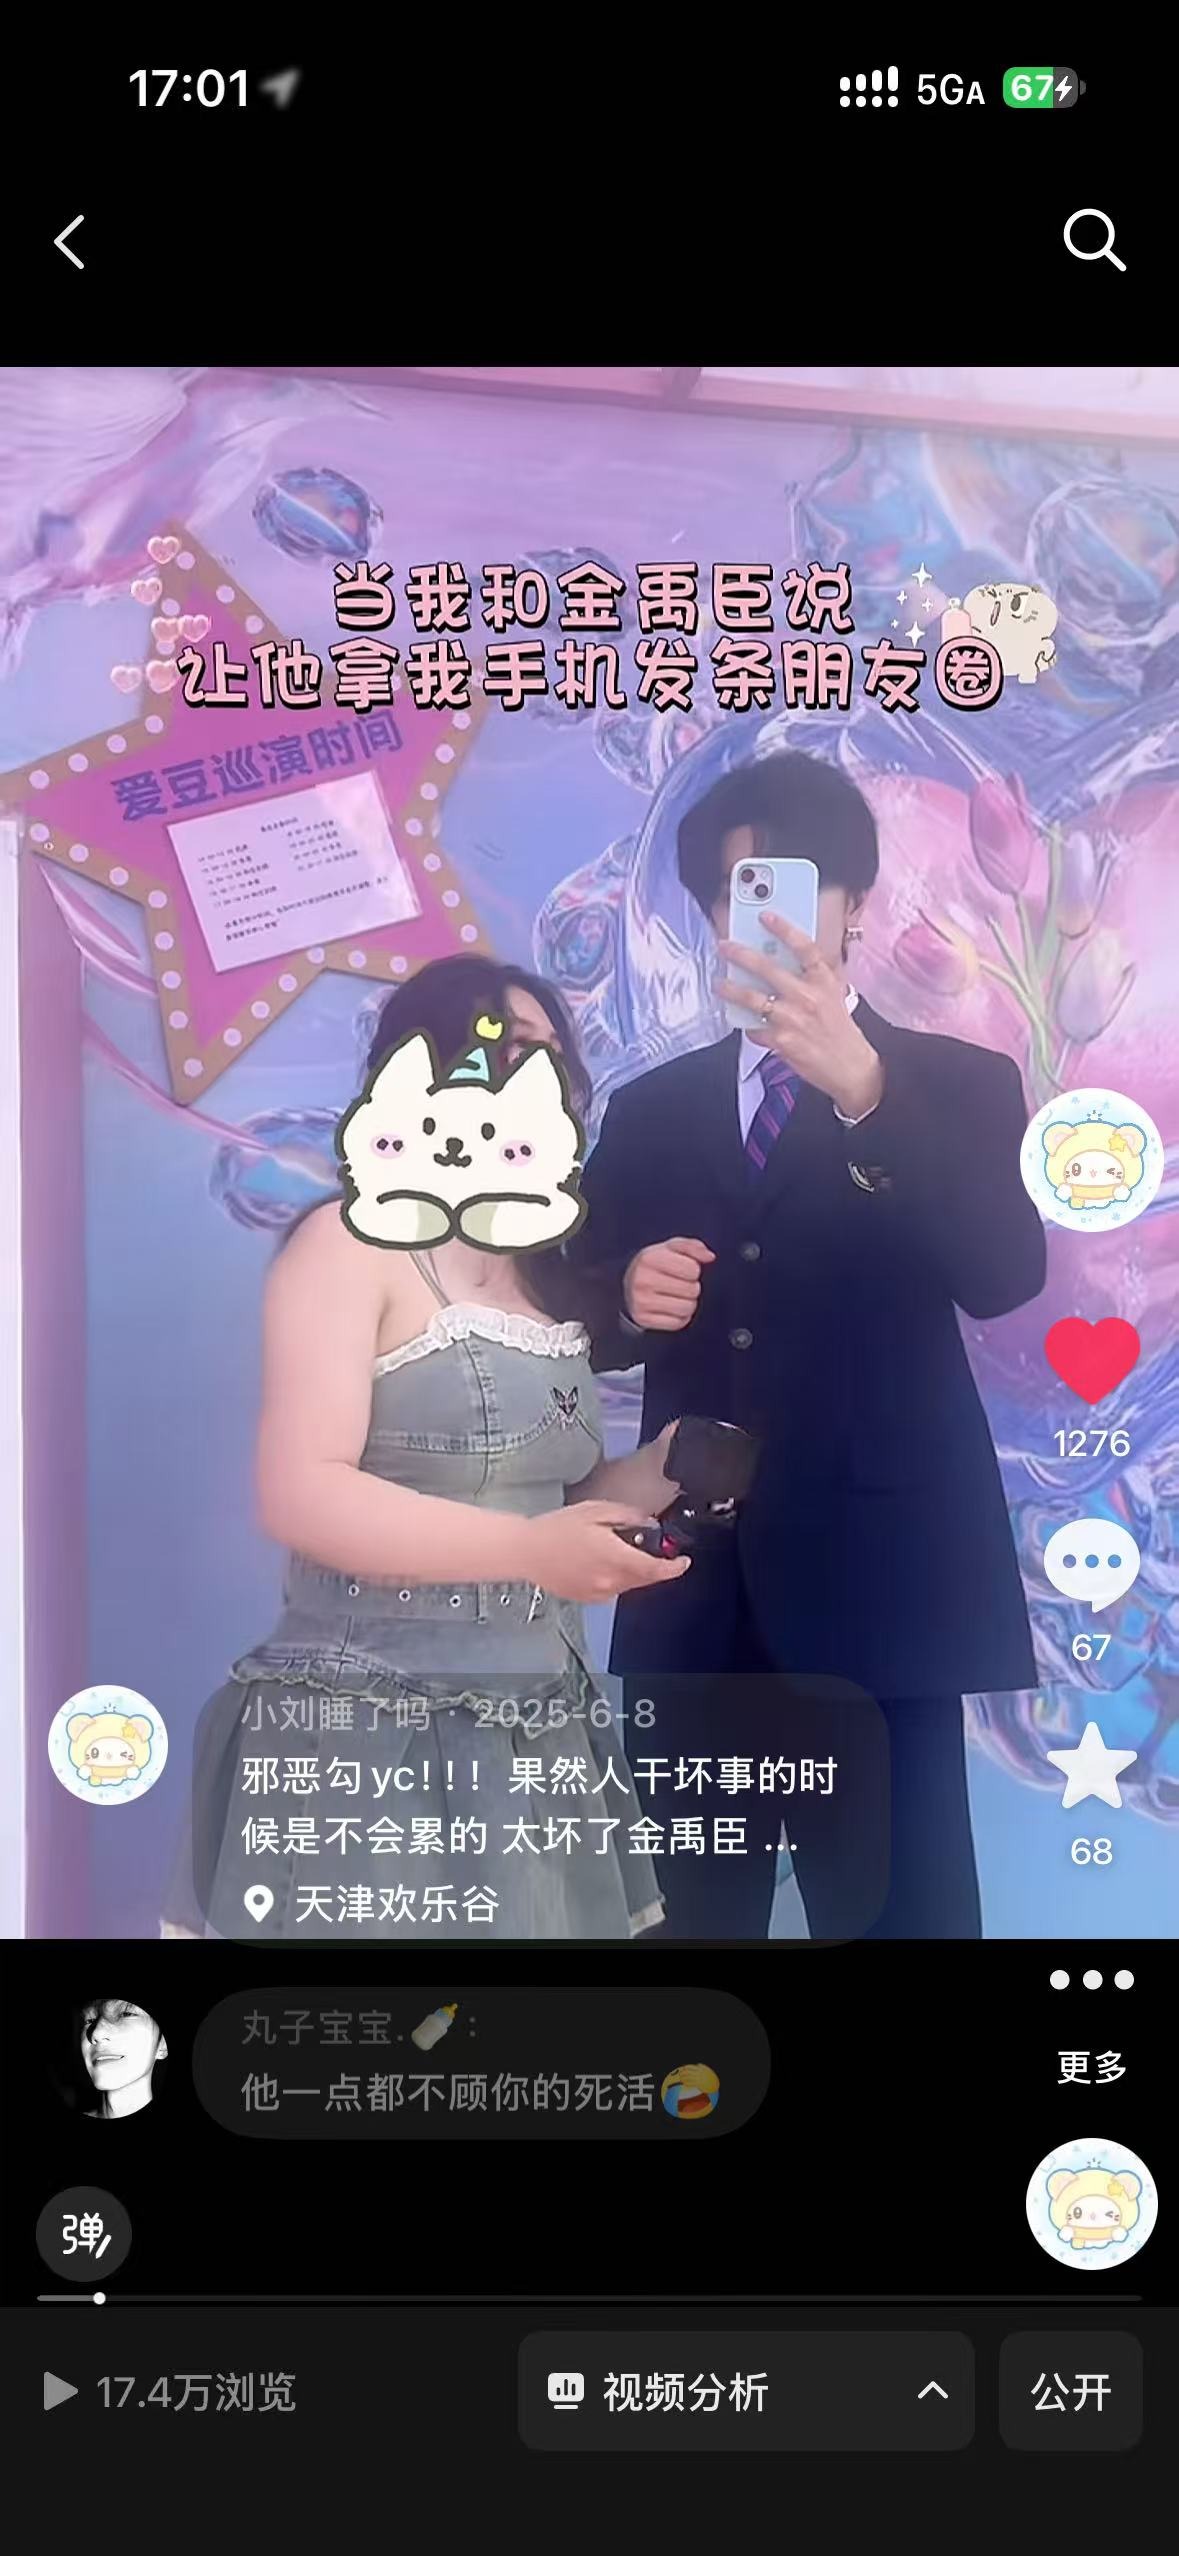 17:01
5GA
67
当我和金禹臣说
让他拿我手机发条朋友圈
爱豆巡演时间
1276
67
68
小刘睡了吗 · 2025-6-8
邪恶勾yc！！！果然人干坏事的时
候是不会累的 太坏了金禹臣 ...
天津欢乐谷
丸子宝宝.🍼：
他一点都不顾你的死活
更多
弹
17.4万浏览
视频分析
公开